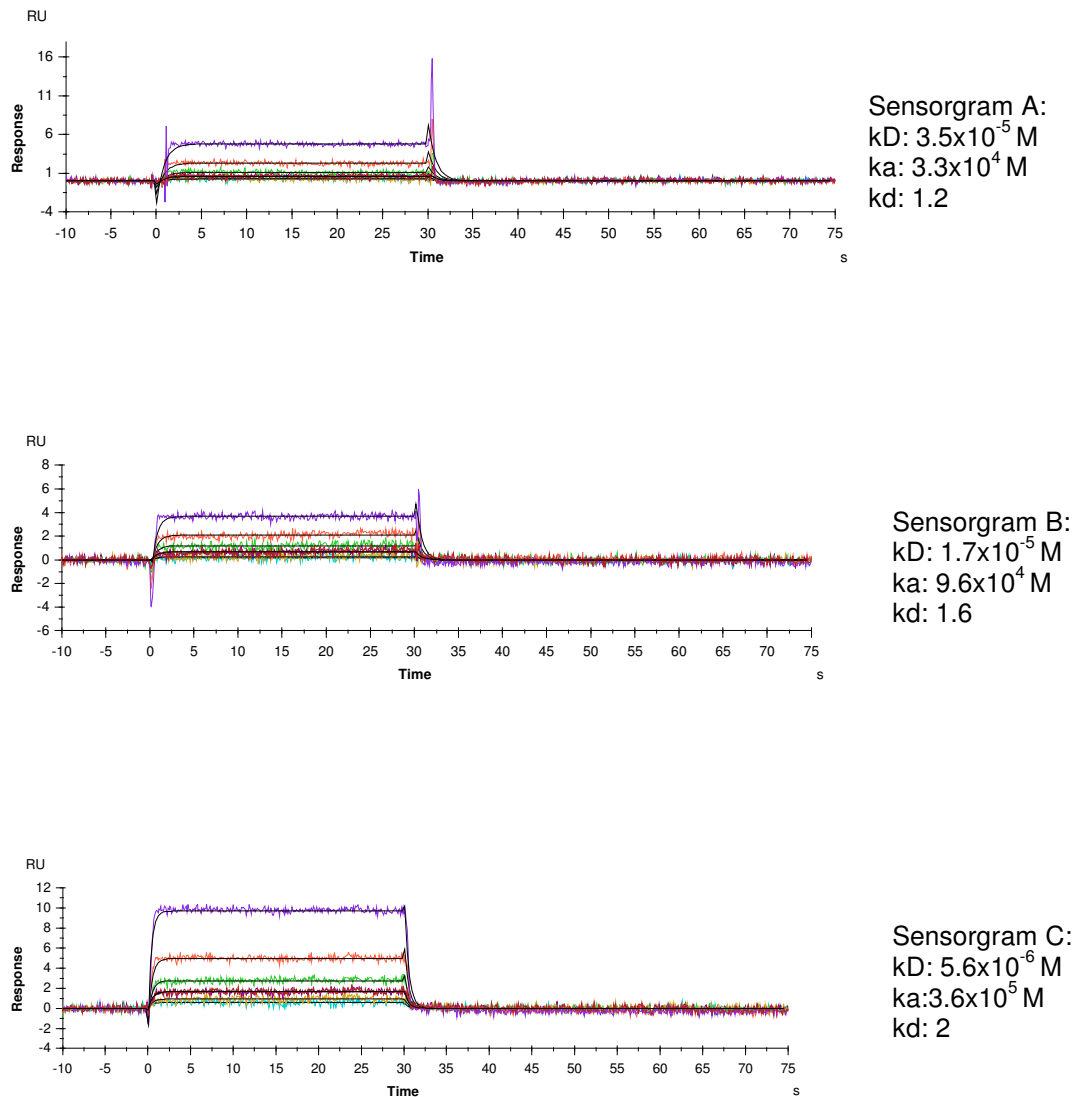 RU
16
11
6
1
-4
Response
-10 -5 0 5 10 15 20 25 30 35 40 45 50 55 60 65 70 75
Time s
Sensorgram A:
kD: 3.5x10^-5 M
ka: 3.3x10^4 M
kd: 1.2
RU
8
6
4
2
0
-2
-4
-6
Response
-10 -5 0 5 10 15 20 25 30 35 40 45 50 55 60 65 70 75
Time s
Sensorgram B:
kD: 1.7x10^-5 M
ka: 9.6x10^4 M
kd: 1.6
RU
12
10
8
6
4
2
0
-2
-4
Response
-10 -5 0 5 10 15 20 25 30 35 40 45 50 55 60 65 70 75
Time s
Sensorgram C:
kD: 5.6x10^-6 M
ka:3.6x10^5 M
kd: 2